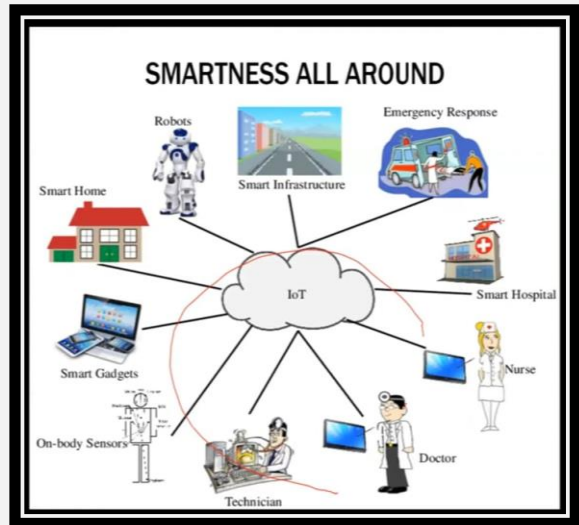 SMARTNESS ALL AROUND
Emergency Response
Robots
Smart Infrastructure
Smart Home
IoT
Smart Hospital
Nurse
Smart Gadgets
On-body Sensors
Doctor
Technician